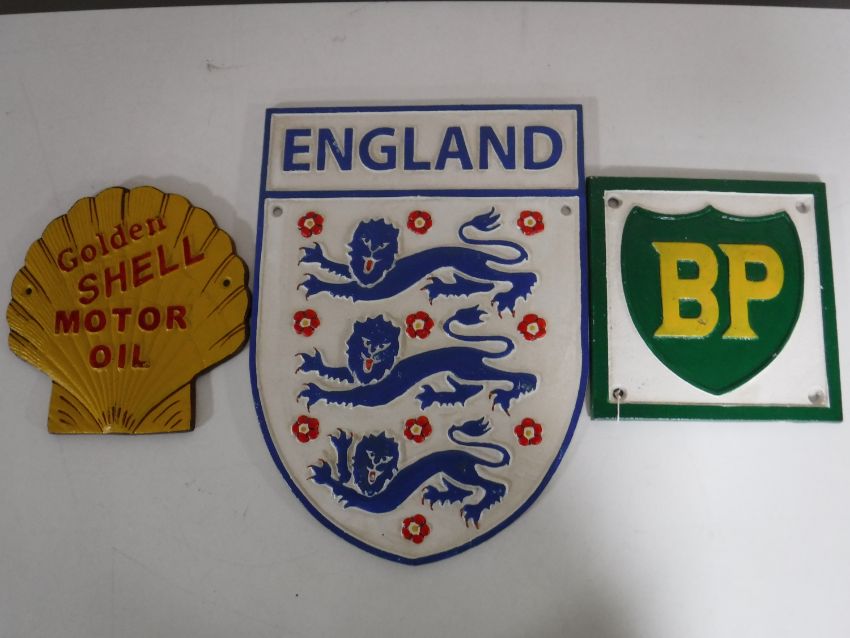 Golden
SHELL
MOTOR
OIL
ENGLAND
BP